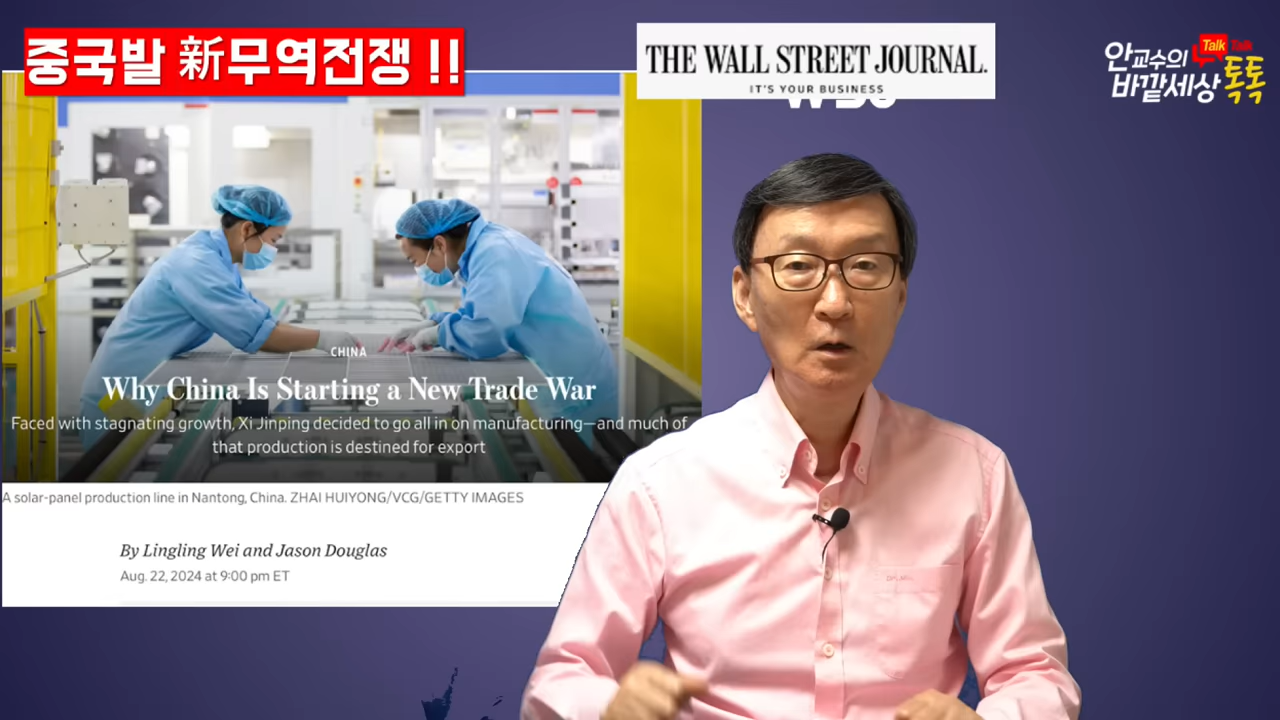 중국발 新무역전쟁 !!
THE WALL STREET JOURNAL.
IT'S YOUR BUSINESS
안교수의
Talk Talk
바깥세상 톡톡
CHINA
Why China Is Starting a New Trade War
Faced with stagnating growth, Xi Jinping decided to go all in on manufacturing—and much of
that production is destined for export
A solar-panel production line in Nantong, China. ZHAI HUIYONG/VCG/GETTY IMAGES
By Lingling Wei and Jason Douglas
Aug. 22, 2024 at 9:00 pm ET